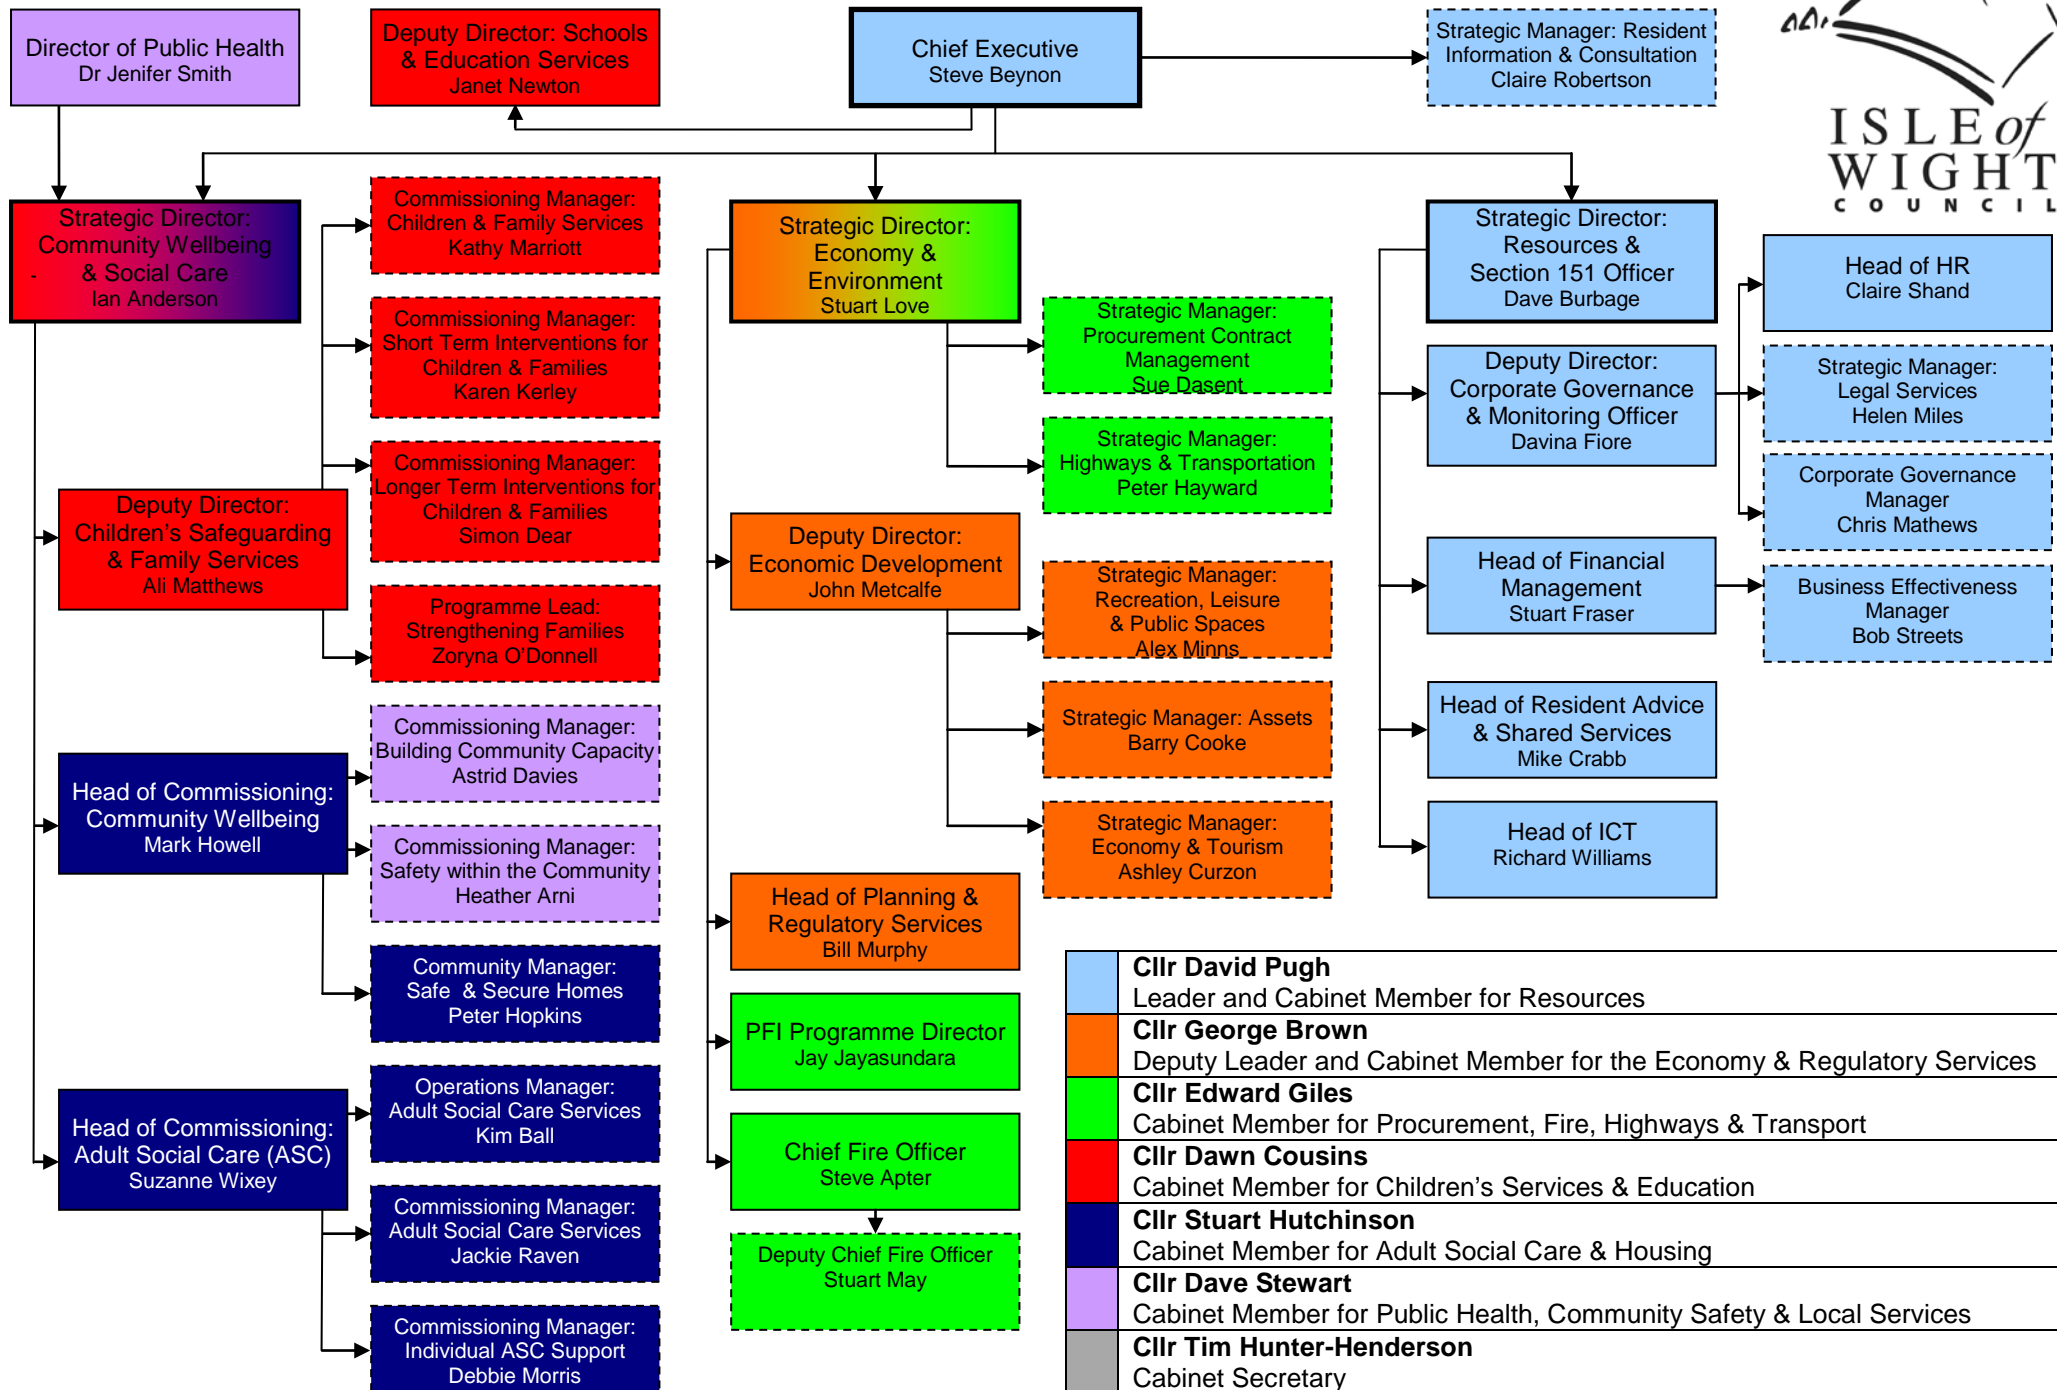 Director of Public Health
Dr Jenifer Smith
Deputy Director: Schools
& Education Services
Janet Newton
Chief Executive
Steve Beynon
Strategic Manager: Resident
Information & Consultation
Claire Robertson
ISLE of
WIGHT
COUNCIL
Strategic Director:
Community Wellbeing
& Social Care
-
Ian Anderson
Commissioning Manager:
Children & Family Services
Kathy Marriott
Commissioning Manager:
Short Term Interventions for
Children & Families
Karen Kerley
Commissioning Manager:
Longer Term Interventions for
Children & Families
Simon Dear
Deputy Director:
Children's Safeguarding
& Family Services
Ali Matthews
Programme Lead:
Strengthening Families
Zoryna O'Donnell
Commissioning Manager:
Building Community Capacity
Astrid Davies
Head of Commissioning:
Community Wellbeing
Mark Howell
Commissioning Manager:
Safety within the Community
Heather Arni
Community Manager:
Safe & Secure Homes
Peter Hopkins
Operations Manager:
Adult Social Care Services
Kim Ball
Head of Commissioning:
Adult Social Care (ASC)
Suzanne Wixey
Commissioning Manager:
Adult Social Care Services
Jackie Raven
Commissioning Manager:
Individual ASC Support
Debbie Morris
Strategic Director:
Economy &
Environment
Stuart Love
Strategic Manager:
Procurement Contract
Management
Sue Dasent
Strategic Manager:
Highways & Transportation
Peter Hayward
Deputy Director:
Economic Development
John Metcalfe
Strategic Manager:
Recreation, Leisure
& Public Spaces
Alex Minns
Strategic Manager: Assets
Barry Cooke
Strategic Manager:
Economy & Tourism
Ashley Curzon
Head of Planning &
Regulatory Services
Bill Murphy
PFI Programme Director
Jay Jayasundara
Chief Fire Officer
Steve Apter
Deputy Chief Fire Officer
Stuart May
Strategic Director:
Resources &
Section 151 Officer
Dave Burbage
Head of HR
Claire Shand
Deputy Director:
Corporate Governance
& Monitoring Officer
Davina Fiore
Strategic Manager:
Legal Services
Helen Miles
Corporate Governance
Manager
Chris Mathews
Head of Financial
Management
Stuart Fraser
Business Effectiveness
Manager
Bob Streets
Head of Resident Advice
& Shared Services
Mike Crabb
Head of ICT
Richard Williams
Cllr David Pugh
Leader and Cabinet Member for Resources
Cllr George Brown
Deputy Leader and Cabinet Member for the Economy & Regulatory Services
Cllr Edward Giles
Cabinet Member for Procurement, Fire, Highways & Transport
Cllr Dawn Cousins
Cabinet Member for Children's Services & Education
Cllr Stuart Hutchinson
Cabinet Member for Adult Social Care & Housing
Cllr Dave Stewart
Cabinet Member for Public Health, Community Safety & Local Services
Cllr Tim Hunter-Henderson
Cabinet Secretary